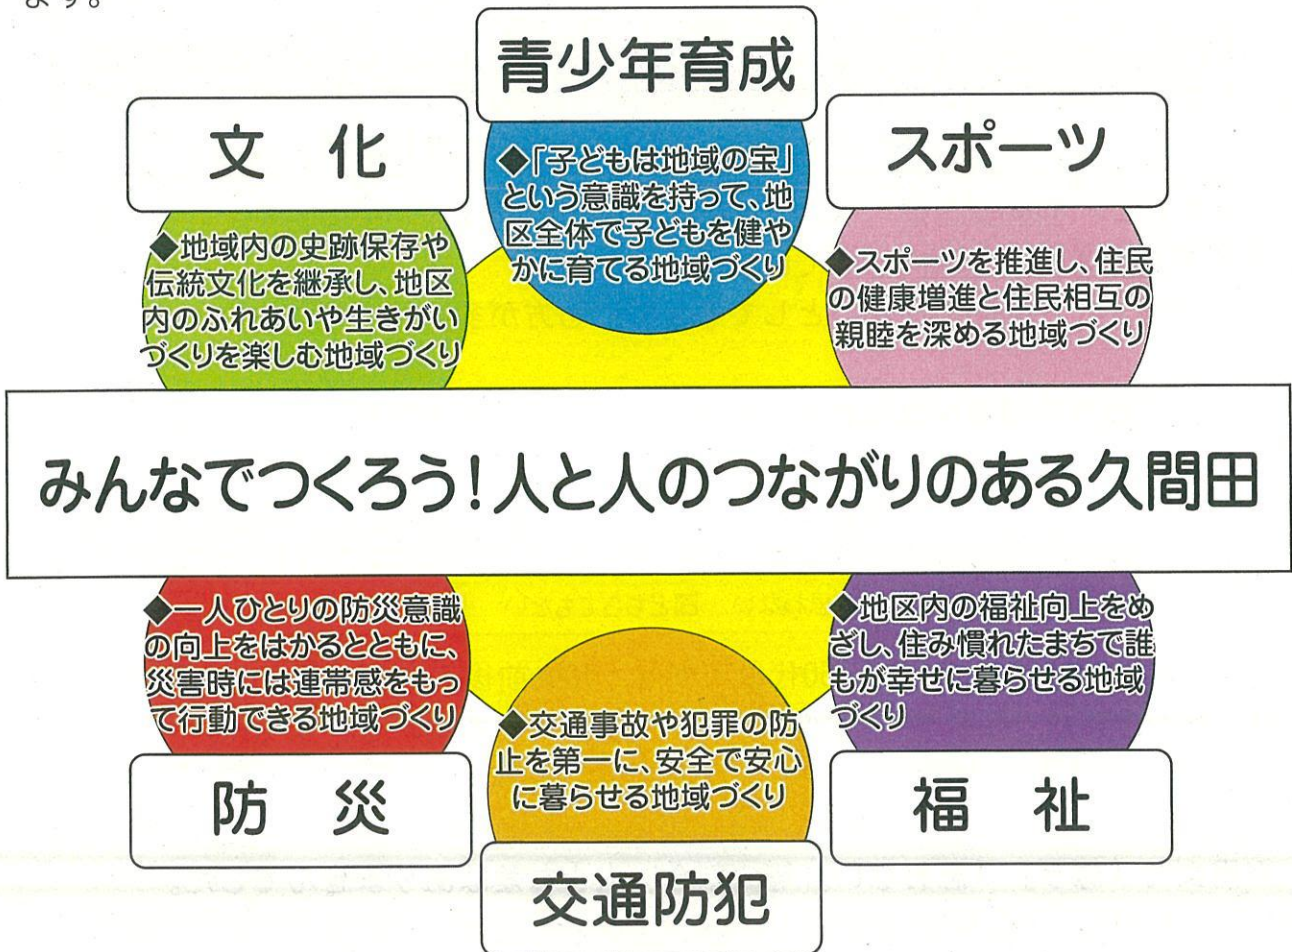 ます。
青少年育成
◆「子どもは地域の宝」
という意識を持って、地
区全体で子どもを健や
かに育てる地域づくり
文　化
◆地域内の史跡保存や
伝統文化を継承し、地区
内のふれあいや生きがい
づくりを楽しむ地域づくり
スポーツ
◆スポーツを推進し、住民
の健康増進と住民相互の
親睦を深める地域づくり
みんなでつくろう！人と人のつながりのある久間田
◆一人ひとりの防災意識
の向上をはかるとともに、
災害時には連帯感をもっ
て行動できる地域づくり
防　災
◆交通事故や犯罪の防
止を第一に、安全で安心
に暮らせる地域づくり
交通防犯
◆地区内の福祉向上をめ
ざし、住み慣れたまちで誰
もが幸せに暮らせる地域
づくり
福　祉